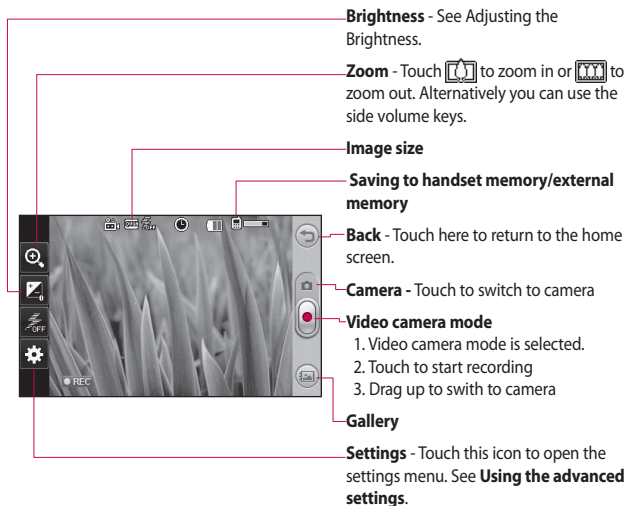 Brightness - See Adjusting the
Brightness.
Zoom - Touch to zoom in or to
zoom out. Alternatively you can use the
side volume keys.
Image size
Saving to handset memory/external
memory
Back - Touch here to return to the home
screen.
Camera - Touch to switch to camera
Video camera mode
1. Video camera mode is selected.
2. Touch to start recording
3. Drag up to swith to camera
Gallery
Settings - Touch this icon to open the
settings menu. See Using the advanced
settings.
0
OFF
REC